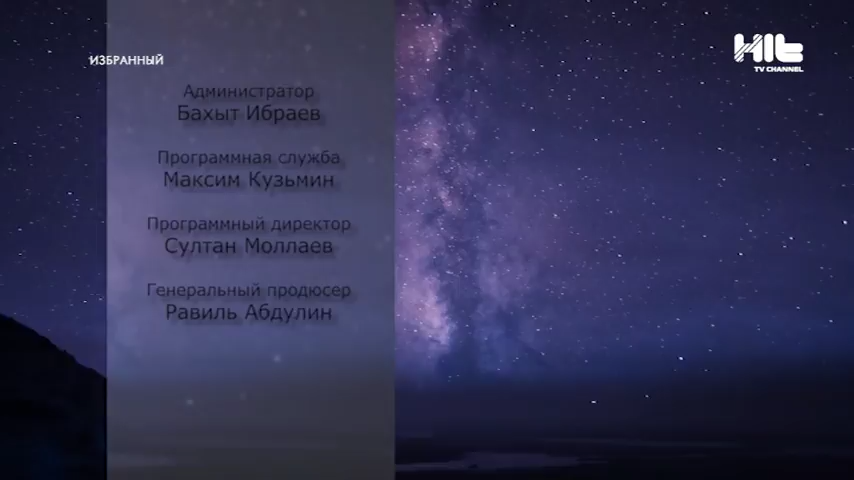 ИЗБРАННЫЙ
HIt
TV CHANNEL
Администратор
Бахыт Ибраев
Программная служба
Максим Кузьмин
Программный директор
Султан Моллаев
Генеральный продюсер
Равиль Абдулин